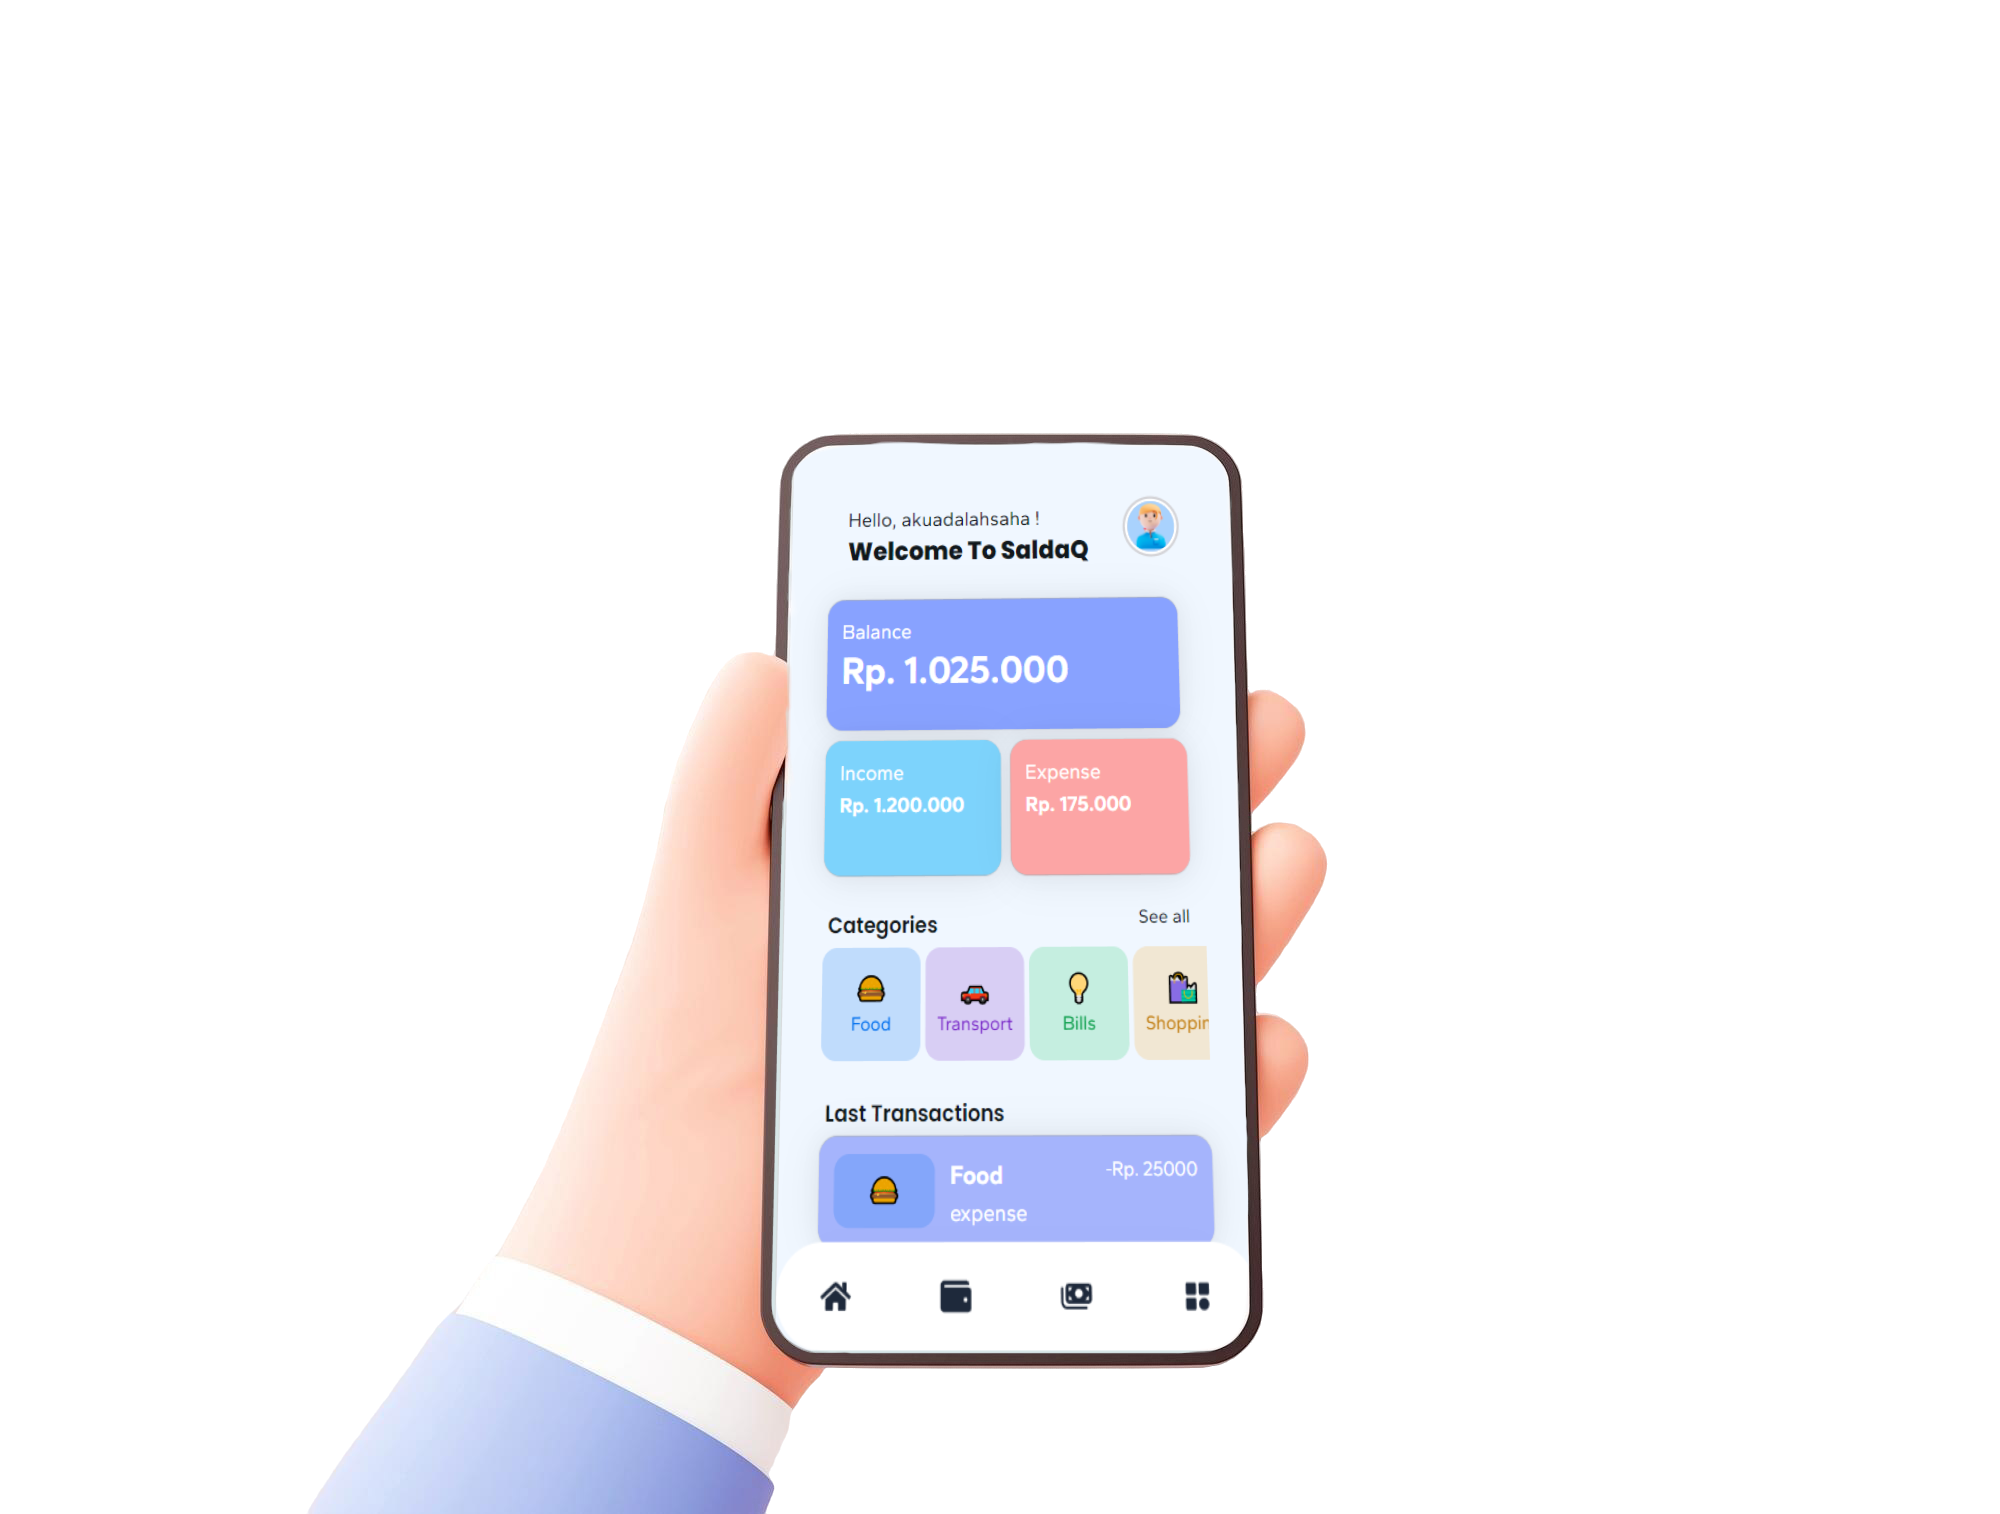 Hello, akuadalahsaha !
Welcome To SaldaQ
Balance
Rp. 1.025.000
Income
Rp. 1.200.000
Expense
Rp. 175.000
Categories
See all
Food
Transport
Bills
Shoppin
Last Transactions
Food
-Rp. 25000
expense